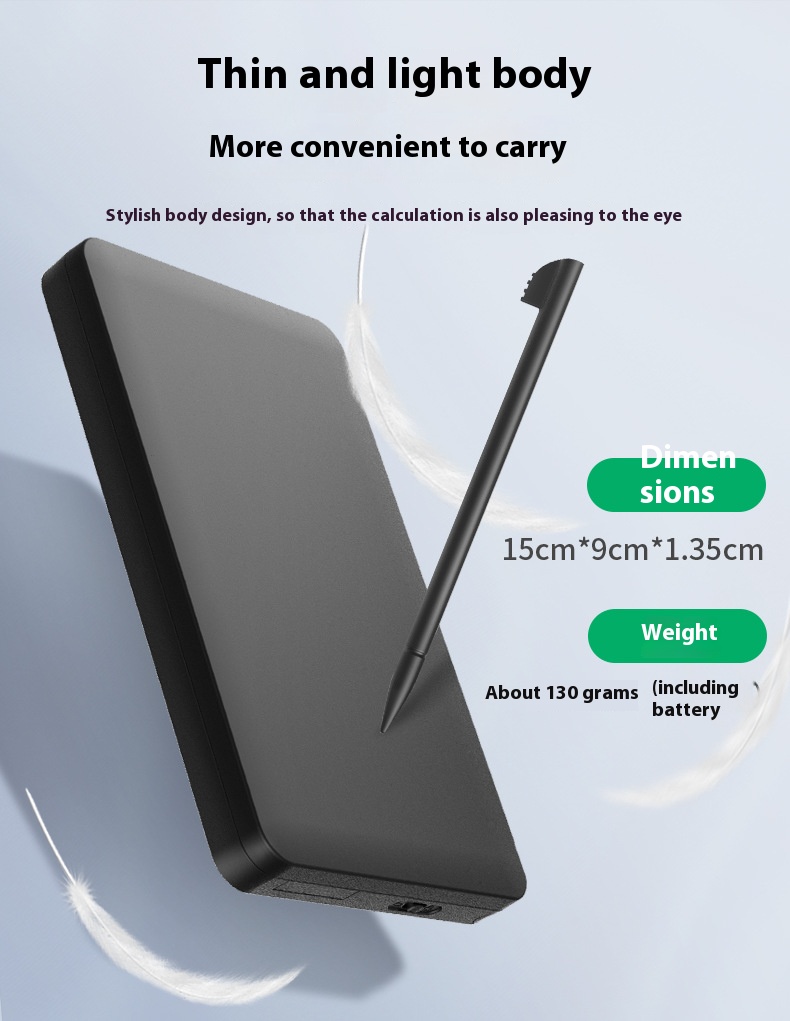 Thin and light body
More convenient to carry
Stylish body design, so that the calculation is also pleasing to the eye
Dimen
sions
15cm*9cm*1.35cm
Weight
About 130 grams (including
battery )